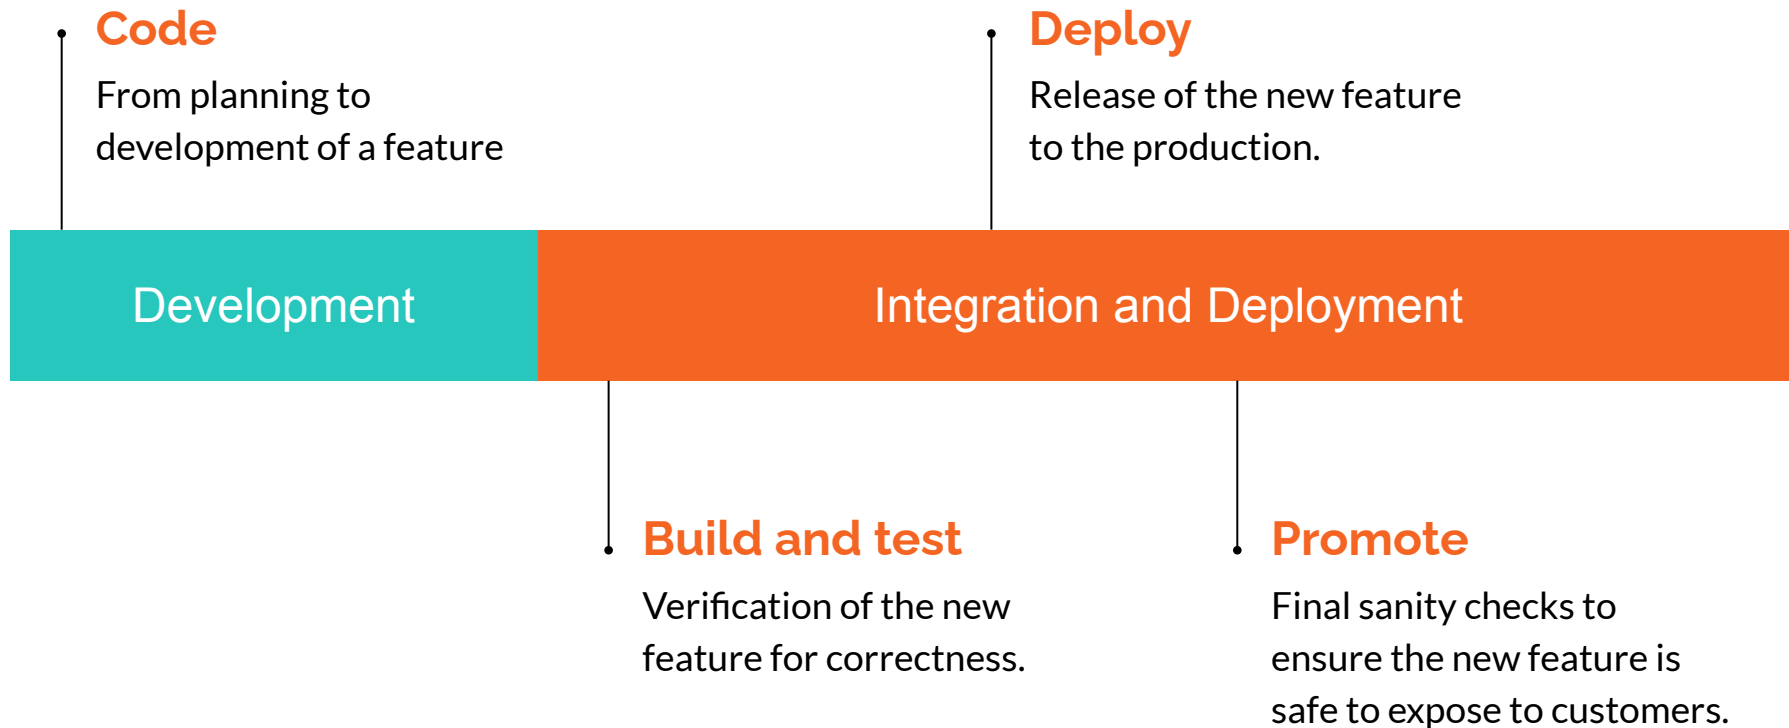 Code
From planning to
development of a feature
Deploy
Release of the new feature
to the production.
Development
Integration and Deployment
Build and test
Verification of the new
feature for correctness.
Promote
Final sanity checks to
ensure the new feature is
safe to expose to customers.